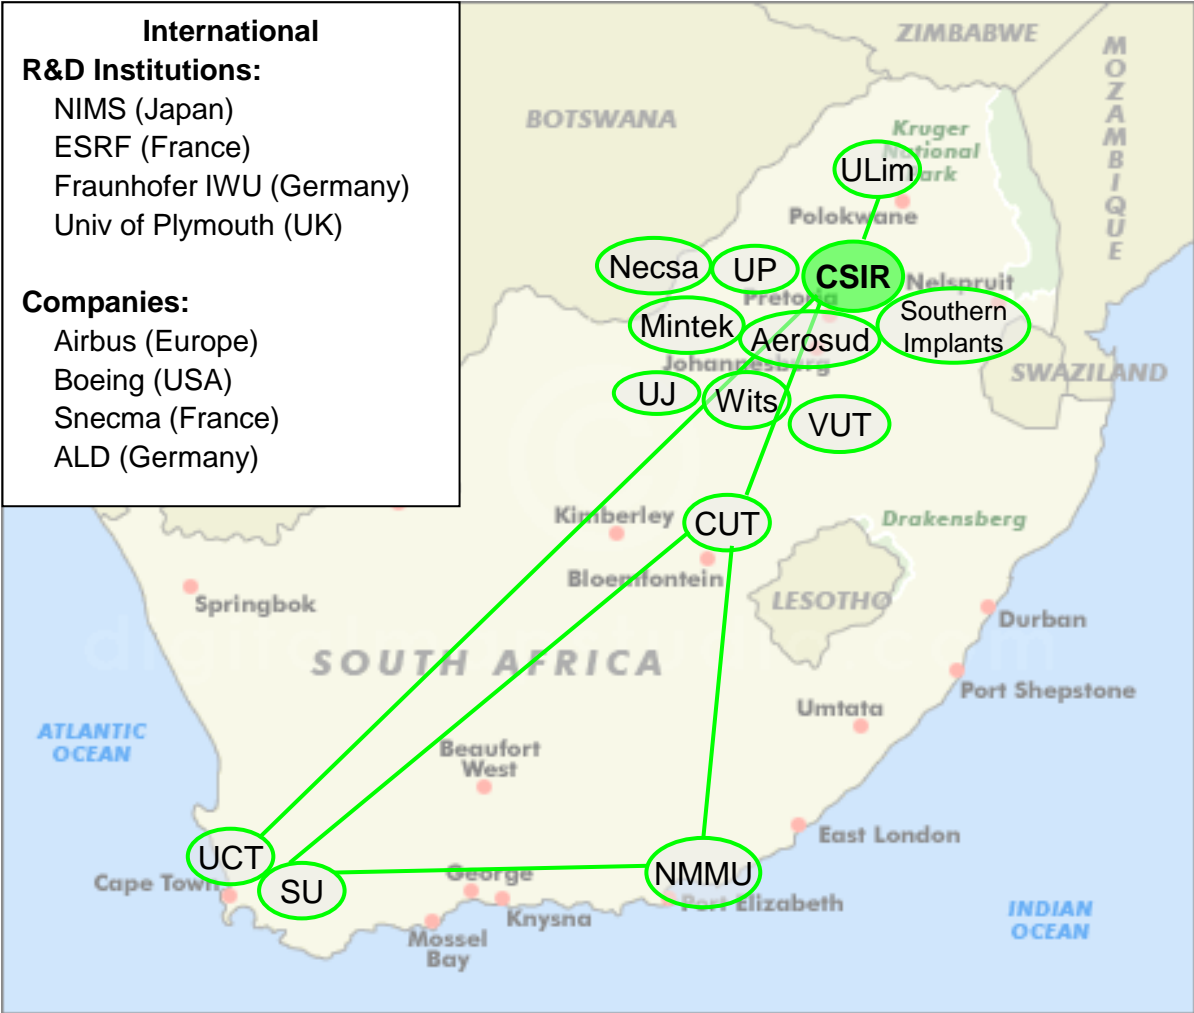 International
R&D Institutions:
NIMS (Japan)
ESRF (France)
Fraunhofer IWU (Germany)
Univ of Plymouth (UK)
Companies:
Airbus (Europe)
Boeing (USA)
Snecma (France)
ALD (Germany)
ZIMBABWE
MOZAMBIQUE
BOTSWANA
Kruger
National
Park
ULim
Polokwane
Necsa
UP
CSIR
Nelspruit
Pretoria
Southern
Implants
Mintek
Aerosud
Johannesburg
SWAZILAND
UJ
Wits
VUT
Kimberley
CUT
Drakensberg
Bloemfontein
LESOTHO
Springbok
Durban
SOUTH AFRICA
Port Shepstone
Umtata
ATLANTIC
OCEAN
Beaufort
West
East London
UCT
Cape Town
SU
George
NMMU
Port Elizabeth
Knysna
Mossel
Bay
INDIAN
OCEAN